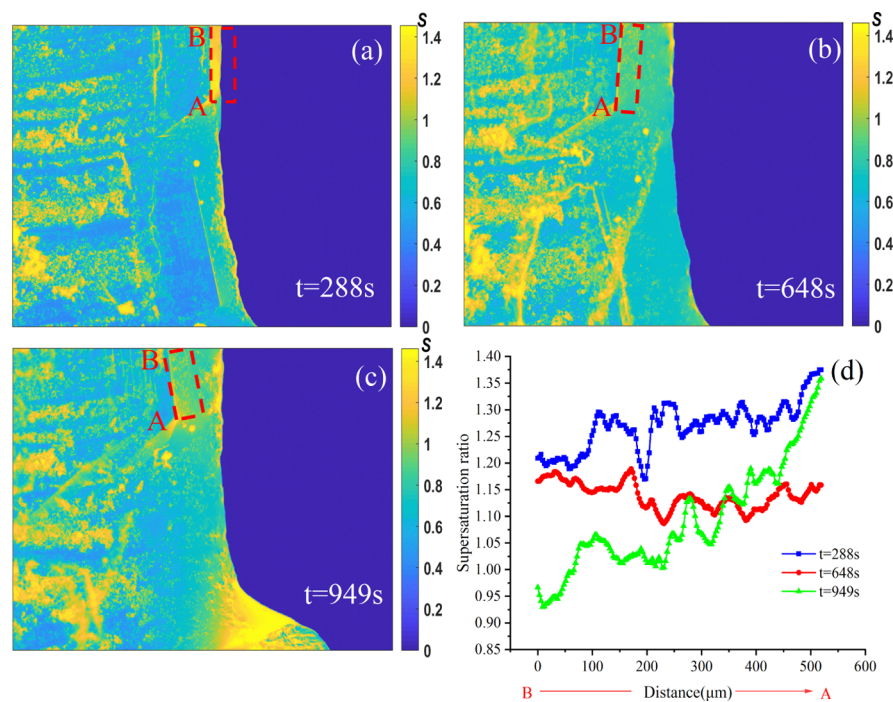 S
1.4
1.2
1
0.8
0.6
0.4
0.2
0
B
A
(a)
t=288s
S
1.4
1.2
1
0.8
0.6
0.4
0.2
0
B
A
(b)
t=648s
S
1.4
1.2
1
0.8
0.6
0.4
0.2
0
B
A
(c)
t=949s
(d)
1.40
1.35
1.30
1.25
1.20
1.15
1.10
1.05
1.00
0.95
0.90
0.85
Supersaturation ratio
t=288s
t=648s
t=949s
0 100 200 300 400 500 600
B Distance(μm) A